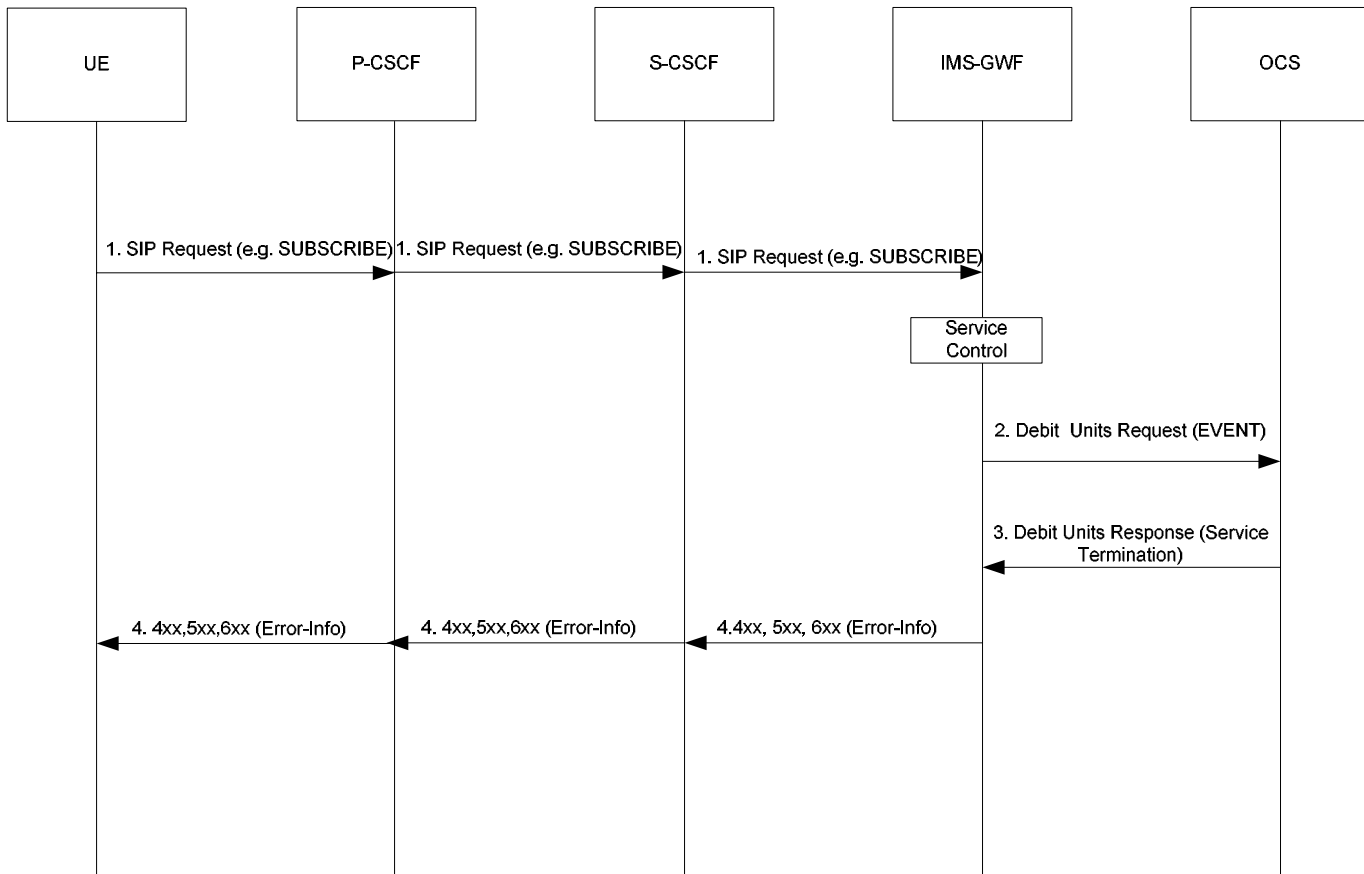 UE
P-CSCF
S-CSCF
IMS-GWF
OCS
1. SIP Request (e.g. SUBSCRIBE)
1. SIP Request (e.g. SUBSCRIBE)
1. SIP Request (e.g. SUBSCRIBE)
Service
Control
2. Debit Units Request (EVENT)
3. Debit Units Response (Service
Termination)
4. 4xx,5xx,6xx (Error-Info)
4. 4xx,5xx,6xx (Error-Info)
4.4xx, 5xx, 6xx (Error-Info)